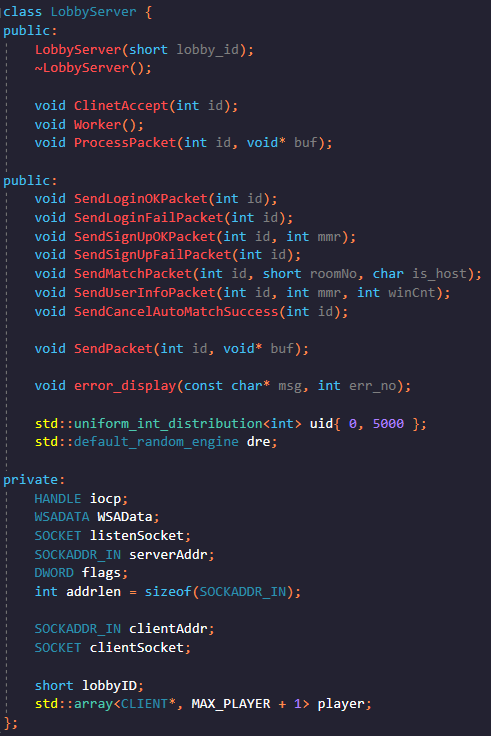 class LobbyServer {
public:
LobbyServer(short lobby_id);
~LobbyServer();
void ClinetAccept(int id);
void Worker();
void ProcessPacket(int id, void* buf);
public:
void SendLoginOKPacket(int id);
void SendLoginFailPacket(int id);
void SendSignUpOKPacket(int id, int mmr);
void SendSignUpFailPacket(int id);
void SendMatchPacket(int id, short roomNo, char is_host);
void SendUserInfoPacket(int id, int mmr, int winCnt);
void SendCancelAutoMatchSuccess(int id);
void SendPacket(int id, void* buf);
void error_display(const char* msg, int err_no);
std::uniform_int_distribution<int> uid{ 0, 5000 };
std::default_random_engine dre;
private:
HANDLE iocp;
WSADATA WSAData;
SOCKET listenSocket;
SOCKADDR_IN serverAddr;
DWORD flags;
int addrlen = sizeof(SOCKADDR_IN);
SOCKADDR_IN clientAddr;
SOCKET clientSocket;
short lobbyID;
std::array<CLIENT*, MAX_PLAYER + 1> player;
};